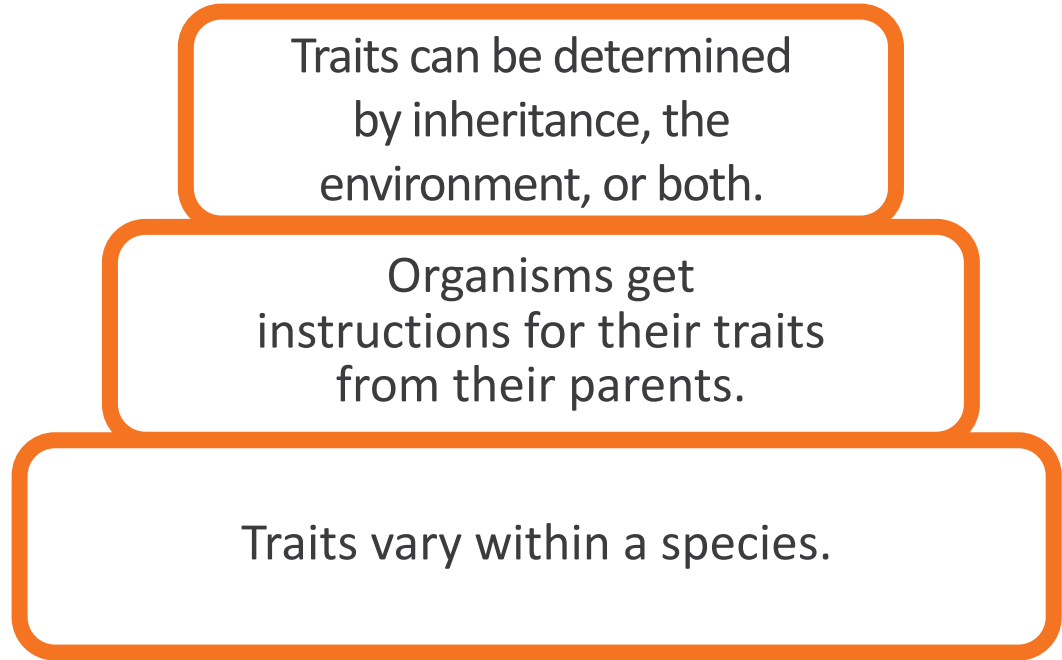 Traits can be determined
by inheritance, the
environment, or both.
Organisms get
instructions for their traits
from their parents.
Traits vary within a species.